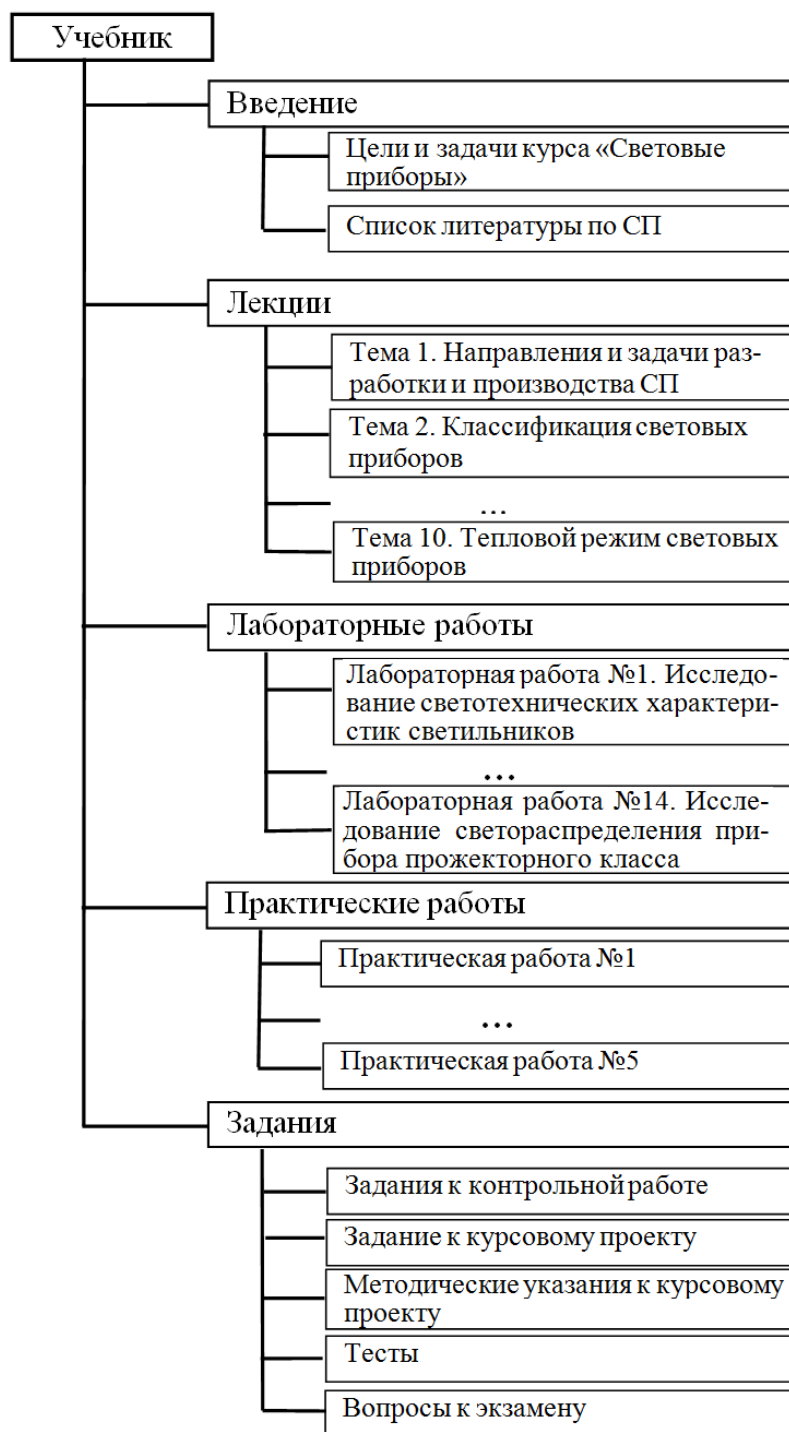 Учебник
Введение
Цели и задачи курса «Световые
приборы»
Список литературы по СП
Лекции
Тема 1. Направления и задачи раз-
работки и производства СП
Тема 2. Классификация световых
приборов
...
Тема 10. Тепловой режим световых
приборов
Лабораторные работы
Лабораторная работа №1. Исследо-
вание светотехнических характери-
стик светильников
...
Лабораторная работа №14. Иссле-
дование светораспределения при-
бора прожекторного класса
Практические работы
Практическая работа №1
...
Практическая работа №5
Задания
Задания к контрольной работе
Задание к курсовому проекту
Методические указания к курсовому
проекту
Тесты
Вопросы к экзамену